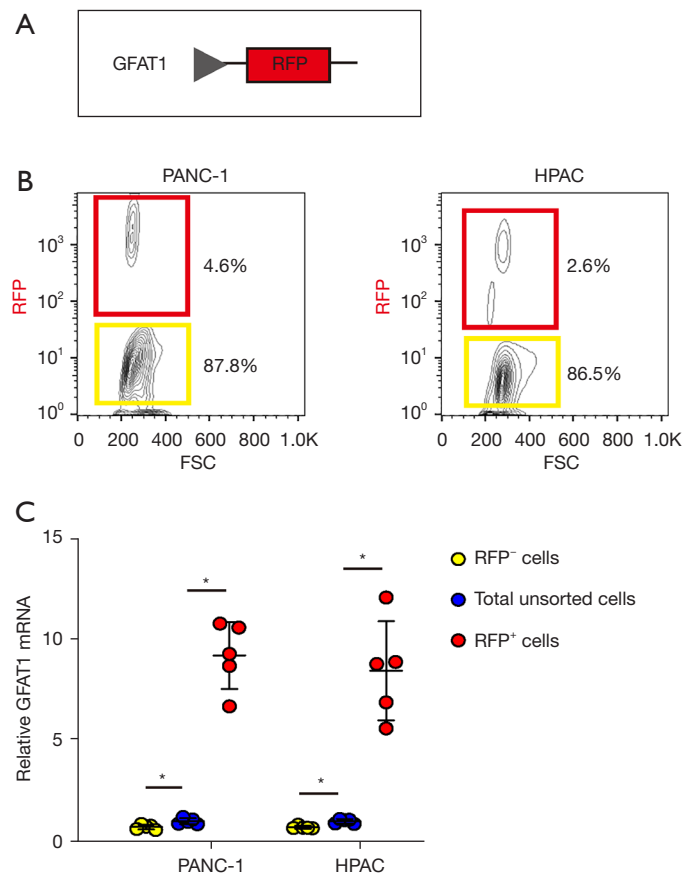 A
GFAT1 RFP
B
PANC-1 HPAC
RFP
10³
10²
10¹
10⁰
4.6%
87.8%
0 200 400 600 800 1.0K
FSC
RFP
10³
10²
10¹
10⁰
2.6%
86.5%
0 200 400 600 800 1.0K
FSC
C
Relative GFAT1 mRNA
15
10
5
0
* * * *
PANC-1 HPAC
RFP⁻ cells
Total unsorted cells
RFP⁺ cells